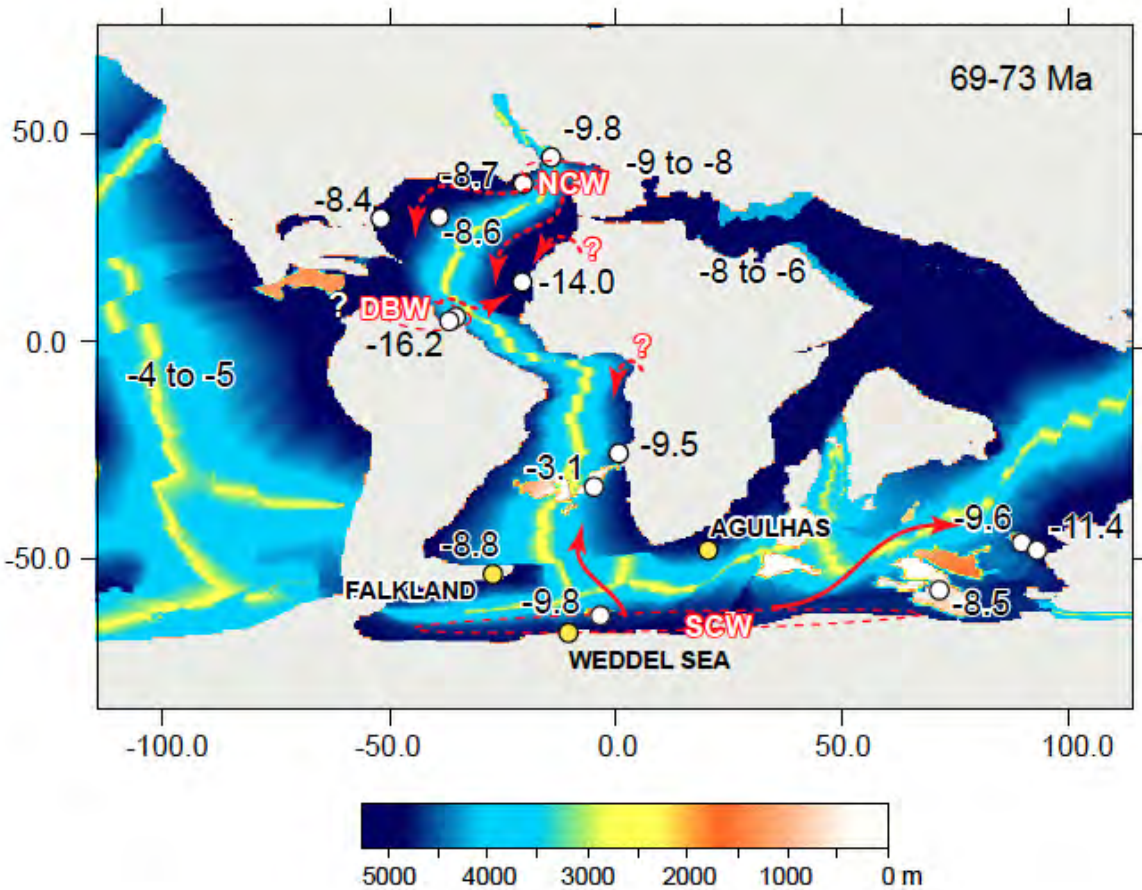 69-73 Ma
50.0
-9.8
-9 to -8
-8.7
NCW
-8.4
-8.6
?
-8 to -6
-14.0
?
DBW
0.0
-16.2
?
-4 to -5
-9.5
-3.1
AGULHAS
-9.6
-11.4
-50.0
-8.8
FALKLAND
-9.8
-8.5
SCW
WEDDEL SEA
-100.0
-50.0
0.0
50.0
100.0
5000
4000
3000
2000
1000
0 m